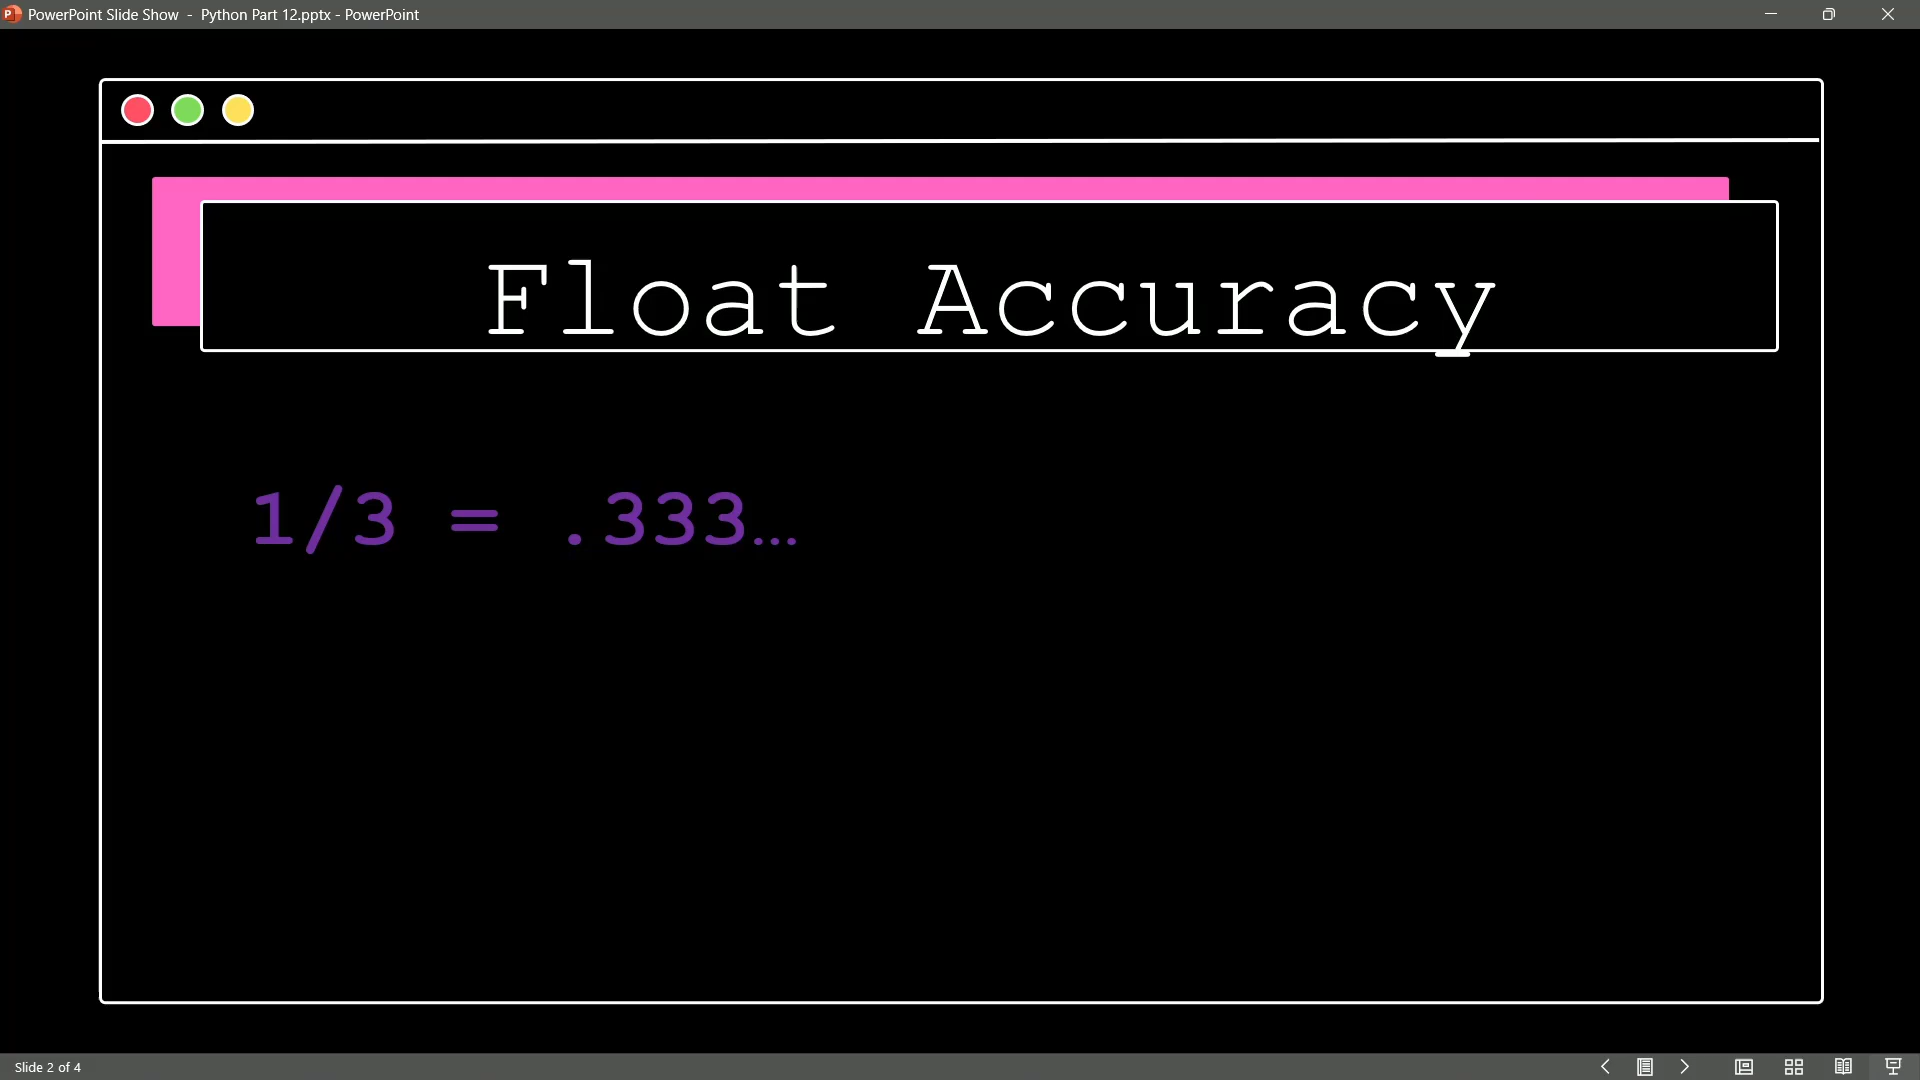 PowerPoint Slide Show - Python Part 12.pptx - PowerPoint
Float Accuracy
1/3 = .333…
Slide 2 of 4